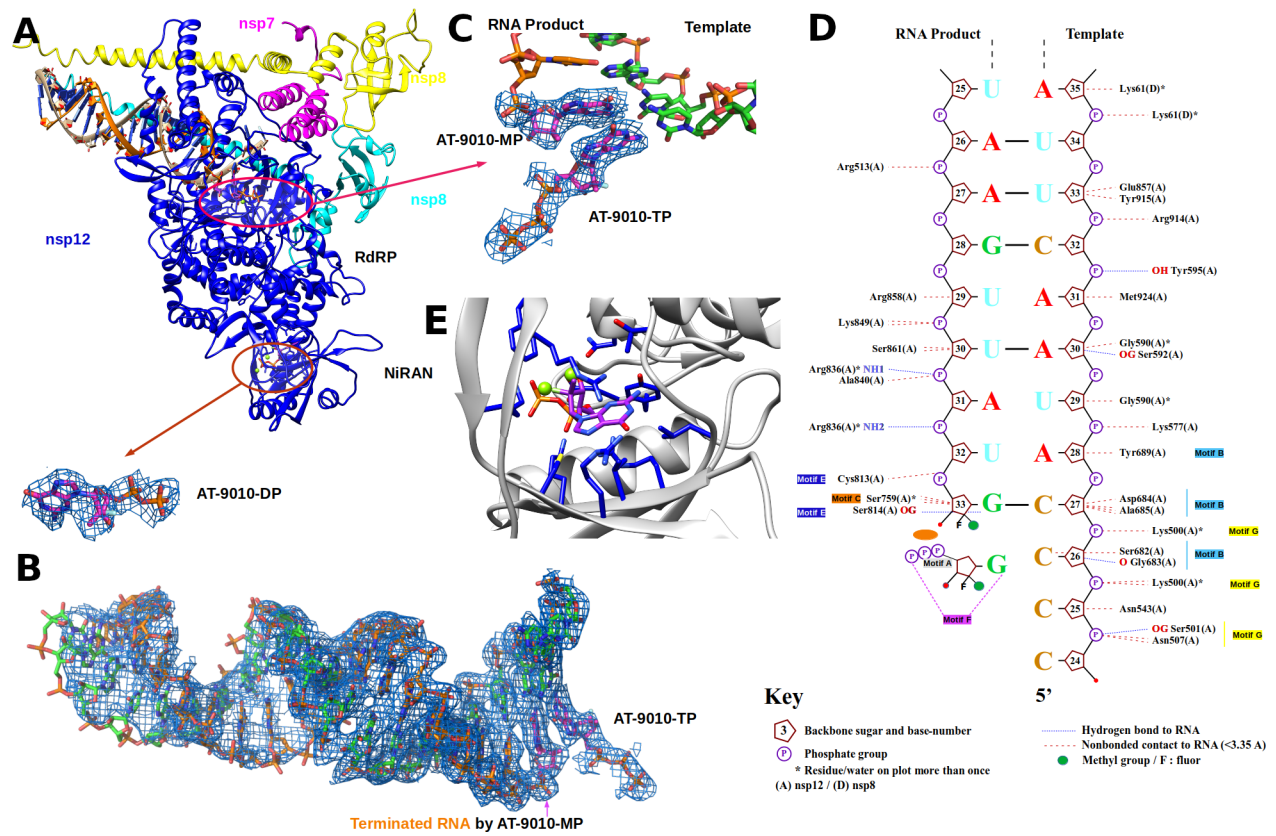 A
nsp7
nsp8
nsp8
nsp12
RdRP
NiRAN
AT-9010-DP
C
RNA Product
Template
AT-9010-MP
AT-9010-TP
E
B
AT-9010-TP
Terminated RNA by AT-9010-MP
D
RNA Product
Template
25 U A 35 Lys61(D)*
P P Lys61(D)*
26 A U 34
Arg513(A) P P
27 A U 33 Glu857(A)
Tyr915(A)
P P Arg914(A)
28 G C 32
P P OH Tyr595(A)
Arg858(A) 29 U A 31 Met924(A)
Lys849(A) P P
Ser861(A) 30 U A 30 Gly590(A)*
OG Ser592(A)
Arg836(A)* NH1 P P
Ala840(A)
31 A U 29 Gly590(A)*
Arg836(A)* NH2 P P Lys577(A)
32 U A 28 Tyr689(A) Motif B
Motif E Cys813(A) P P
Motif C Ser759(A)* 33 G C 27 Asp684(A)
Motif E Ser814(A) OG Ala685(A) Motif B
F P Lys500(A)* Motif G
P P P Motif A F G C 26 Ser682(A)
O Gly683(A) Motif B
P Lys500(A)* Motif G
C 25 Asn543(A)
Motif F
P OG Ser501(A)
Asn507(A) Motif G
C 24
5’
Key
3 Backbone sugar and base-number
P Phosphate group
* Residue/water on plot more than once
(A) nsp12 / (D) nsp8
Hydrogen bond to RNA
Nonbonded contact to RNA (<3.35 A)
Methyl group / F : fluor